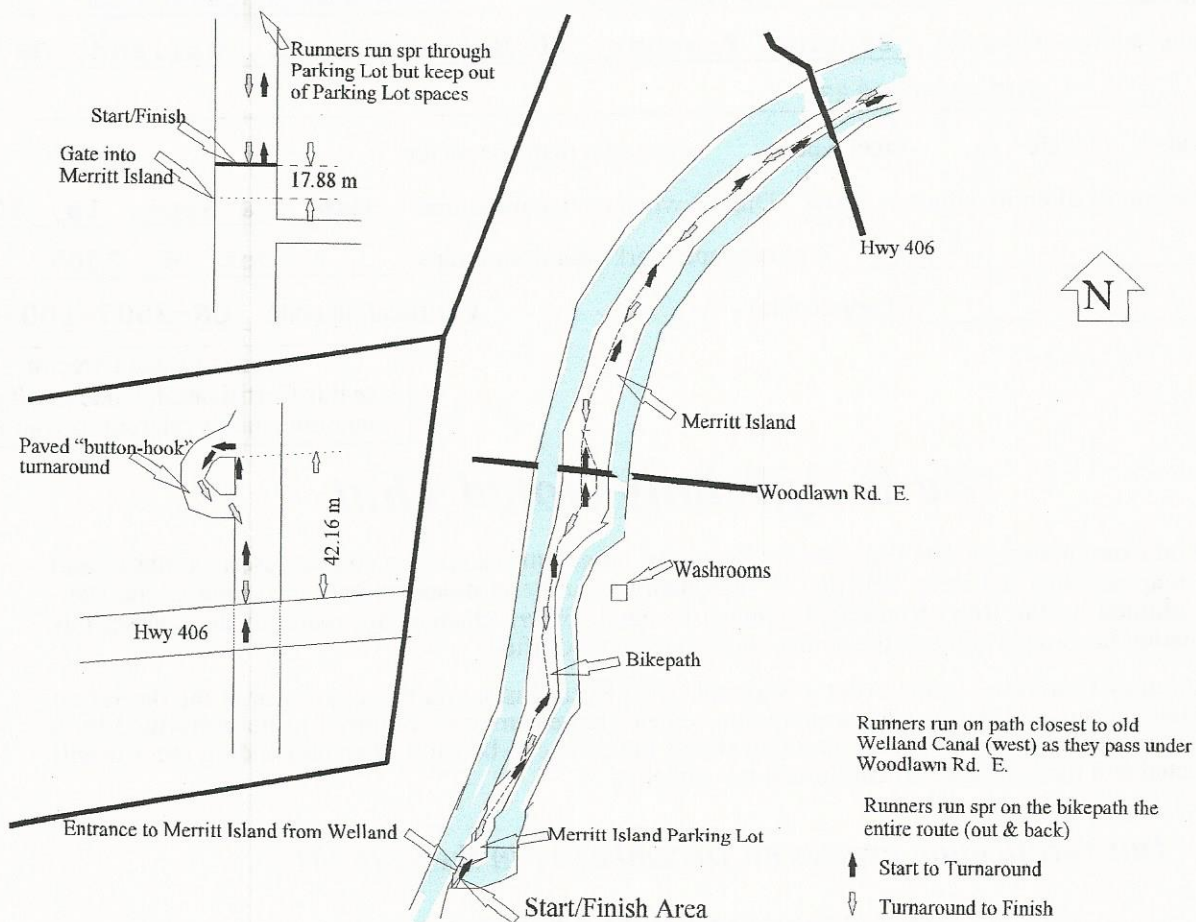 Runners run spr through
Parking Lot but keep out
of Parking Lot spaces
Start/Finish
Gate into
Merritt Island
17.88 m
Hwy 406
N
Merritt Island
Paved “button-hook”
turnaround
42.16 m
Woodlawn Rd. E.
Washrooms
Hwy 406
Bikepath
Runners run on path closest to old
Welland Canal (west) as they pass under
Woodlawn Rd. E.
Runners run spr on the bikepath the
entire route (out & back)
Entrance to Merritt Island from Welland
Merritt Island Parking Lot
Start to Turnaround
Start/Finish Area
Turnaround to Finish